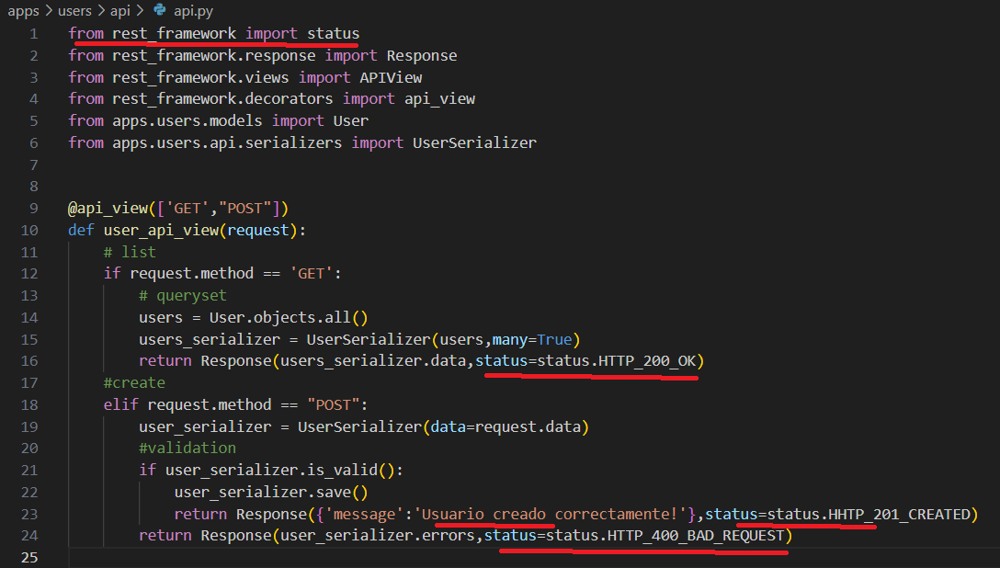 apps > users > api > api.py
1 from rest_framework import status
2 from rest_framework.response import Response
3 from rest_framework.views import APIView
4 from rest_framework.decorators import api_view
5 from apps.users.models import User
6 from apps.users.api.serializers import UserSerializer
7
8
9 @api_view(['GET',"POST"])
10 def user_api_view(request):
11     # list
12     if request.method == 'GET':
13         # queryset
14         users = User.objects.all()
15         users_serializer = UserSerializer(users,many=True)
16         return Response(users_serializer.data,status=status.HTTP_200_OK)
17     #create
18     elif request.method == "POST":
19         user_serializer = UserSerializer(data=request.data)
20         #validation
21         if user_serializer.is_valid():
22             user_serializer.save()
23             return Response({'message':'Usuario creado correctamente!'},status=status.HHTP_201_CREATED)
24         return Response(user_serializer.errors,status=status.HTTP_400_BAD_REQUEST)
25